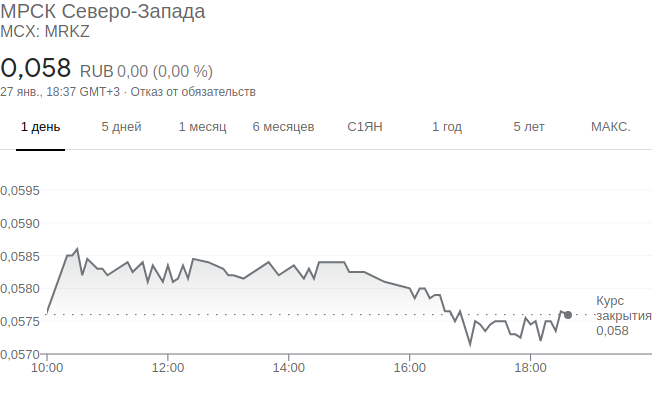 МРСК Северо-Запада
MCX: MRKZ
0,058 RUB 0,00 (0,00 %)
27 янв., 18:37 GMT+3 · Отказ от обязательств
1 день 5 дней 1 месяц 6 месяцев С1ЯН 1 год 5 лет МАКС.
0,0595
0,0590
0,0585
0,0580
0,0575
0,0570
Курс
закрытия
0,058
10:00 12:00 14:00 16:00 18:00